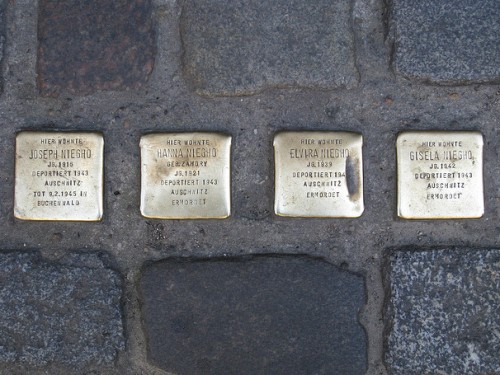 HIER WOHNTE
JOSEPH NIEGHO
JG. 1915
DEPORTIERT 1943
AUSCHWITZ
TOT 9.2.1945 IN
BUCHENWALD
HIER WOHNTE
HANNA NIEGHO
JG. 1921
DEPORTIERT 1943
AUSCHWITZ
ERMORDET
HIER WOHNTE
ELVIRA NIEGHO
JG. 1939
DEPORTIERT 1943
AUSCHWITZ
ERMORDET
HIER WOHNTE
GISELA NIEGHO
JG. 1942
DEPORTIERT 1943
AUSCHWITZ
ERMORDET